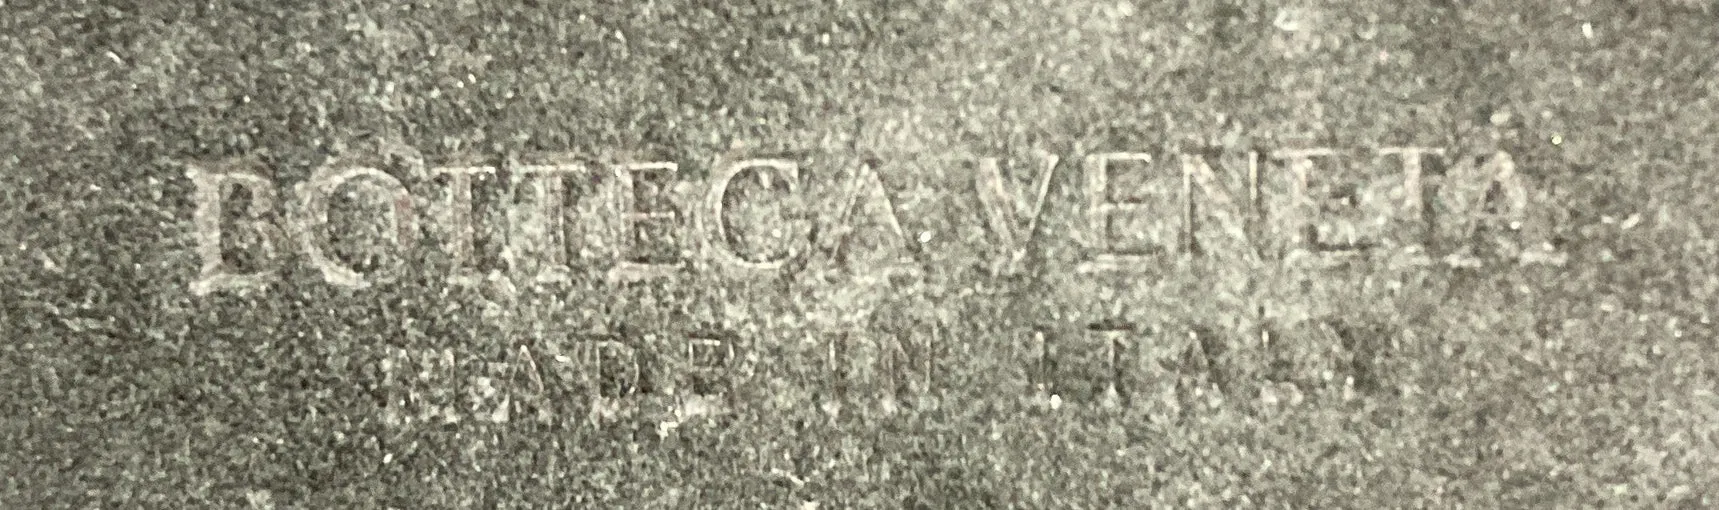 BOTTEGA VENETA
MADE IN ITALY